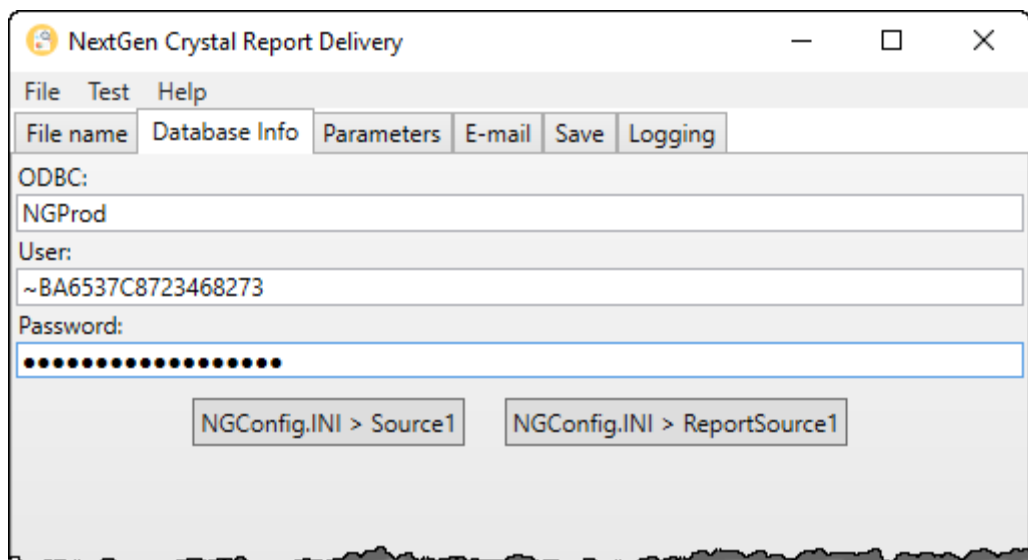 NextGen Crystal Report Delivery
File Test Help
File name Database Info Parameters E-mail Save Logging
ODBC:
NGProd
User:
~BA6537C8723468273
Password:
●●●●●●●●●●●●●●●●●●
NGConfig.INI > Source1 NGConfig.INI > ReportSource1